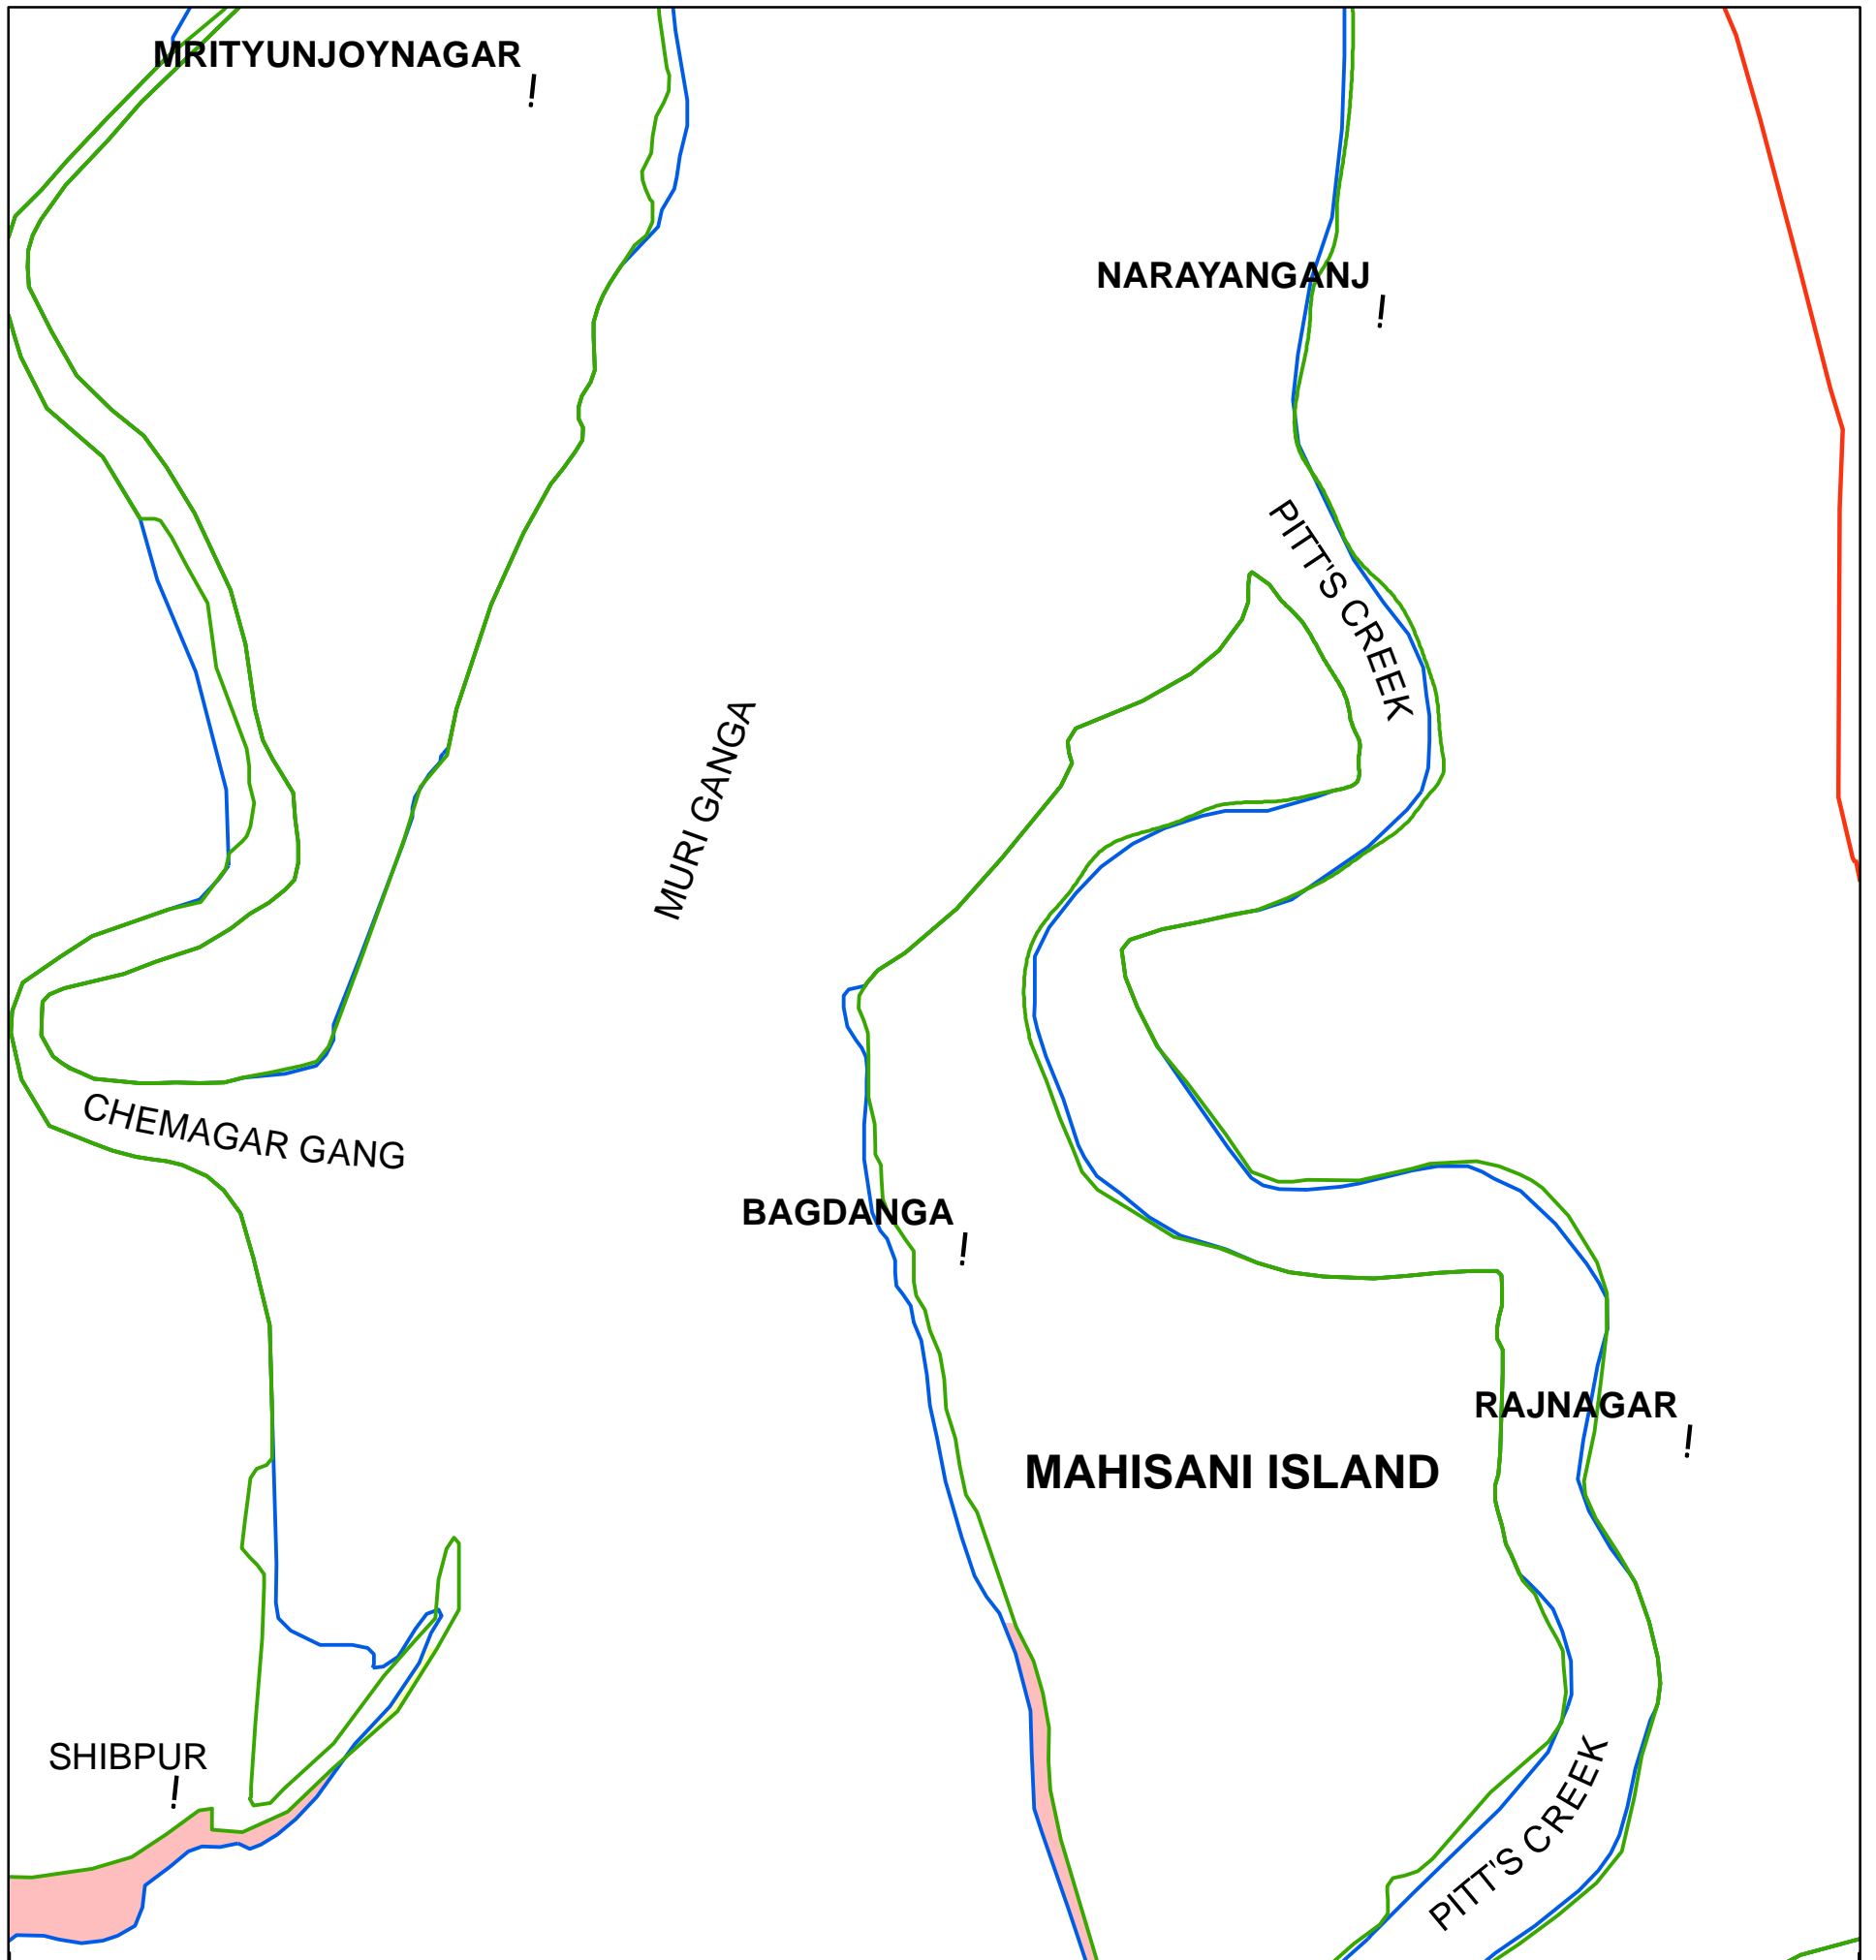 MRITYUNJOYNAGAR
!
NARAYANGANJ
!
PITT'S CREEK
MURI GANGA
CHEMAGAR GANG
BAGDANGA
!
RAJNAGAR
!
MAHISANI ISLAND
SHIBPUR
!
PITT'S CREEK